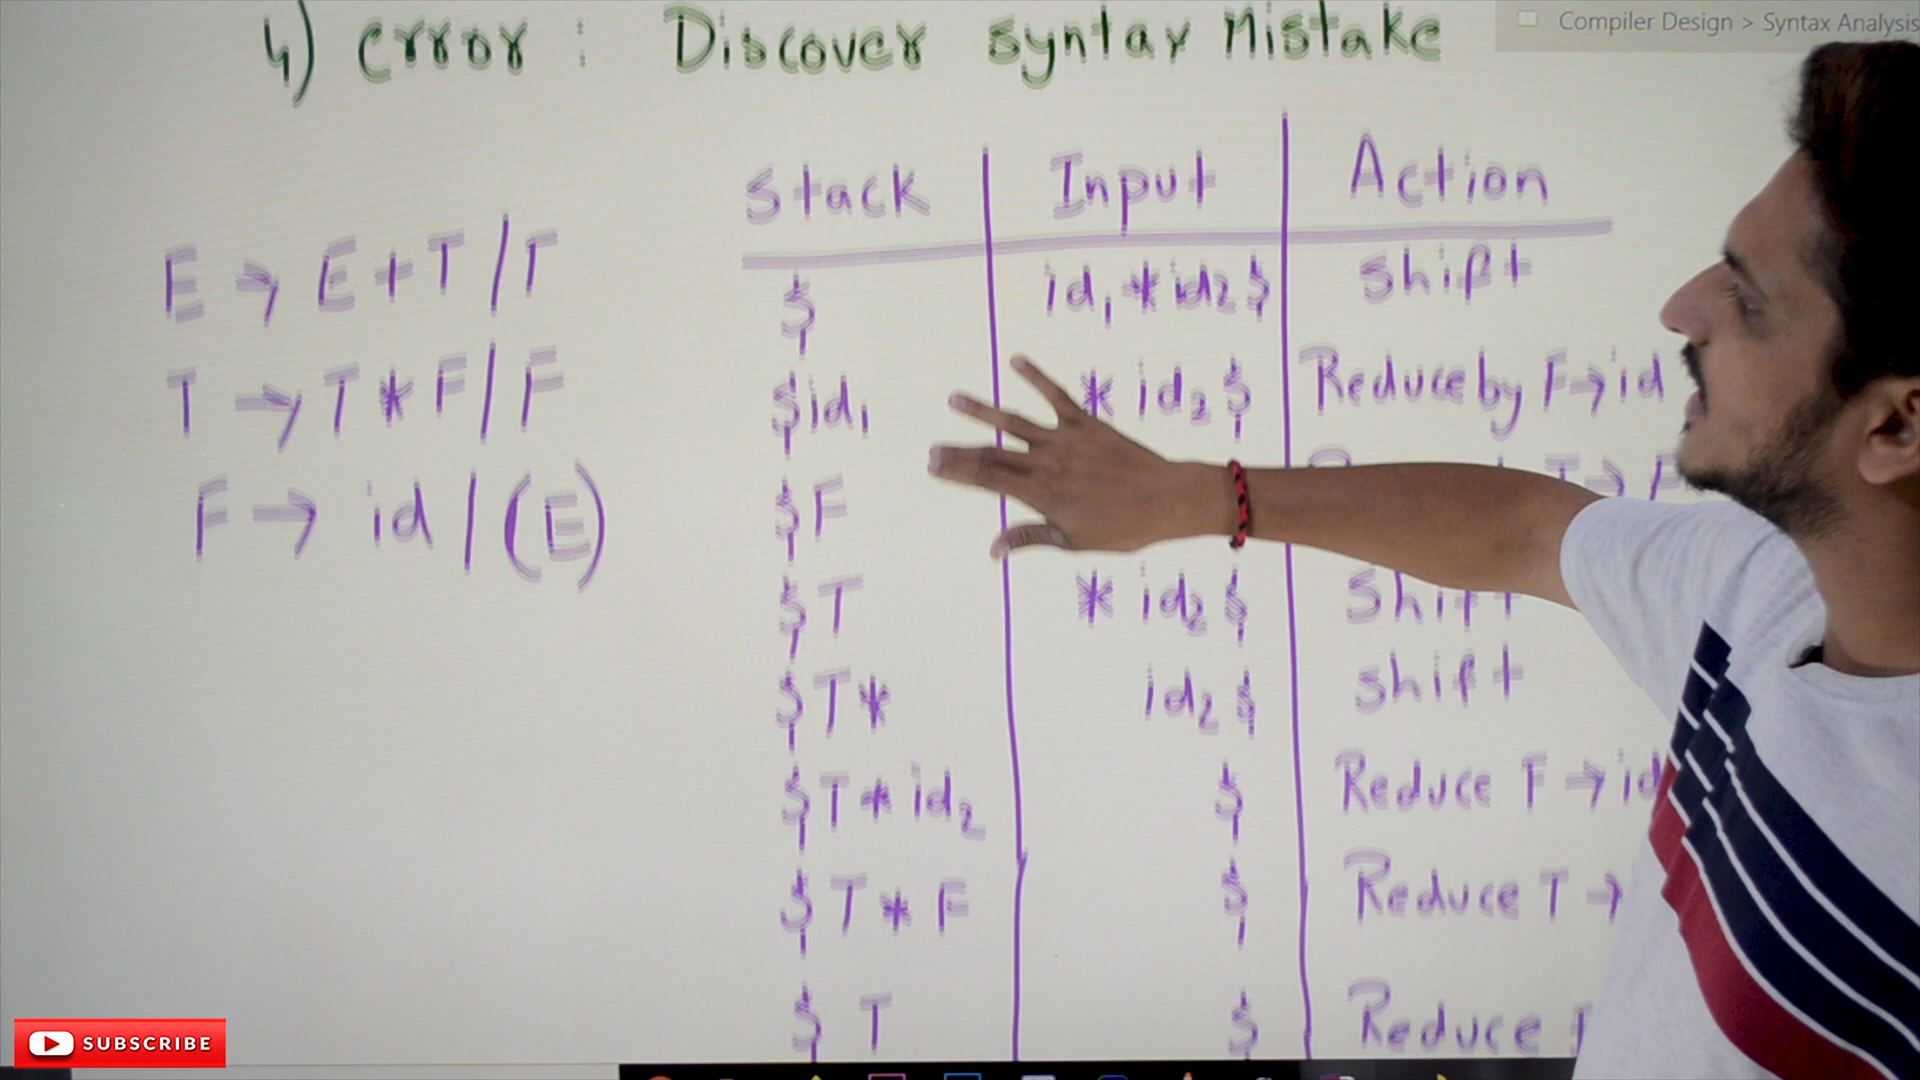 4) error : Discover syntax Mistake
Compiler Design > Syntax Analysis
E → E + T / T
T → T * F / F
F → id / (E)
Stack Input Action
$ id1 * id2 $ shift
$ id1 * id2 $ Reduce by F → id
$ F
$ T * id2 $ shift
$ T * id2 $ shift
$ T * id2 $ Reduce F → id
$ T * F $ Reduce T →
$ T $ Reduce
SUBSCRIBE